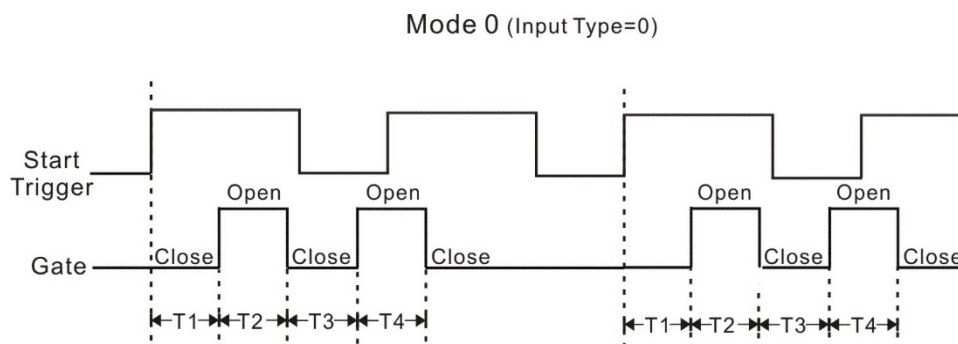 Mode 0 (Input Type=0)
Start
Trigger
Open Open Open Open
Gate Close Close Close Close Close
T1 T2 T3 T4 T1 T2 T3 T4